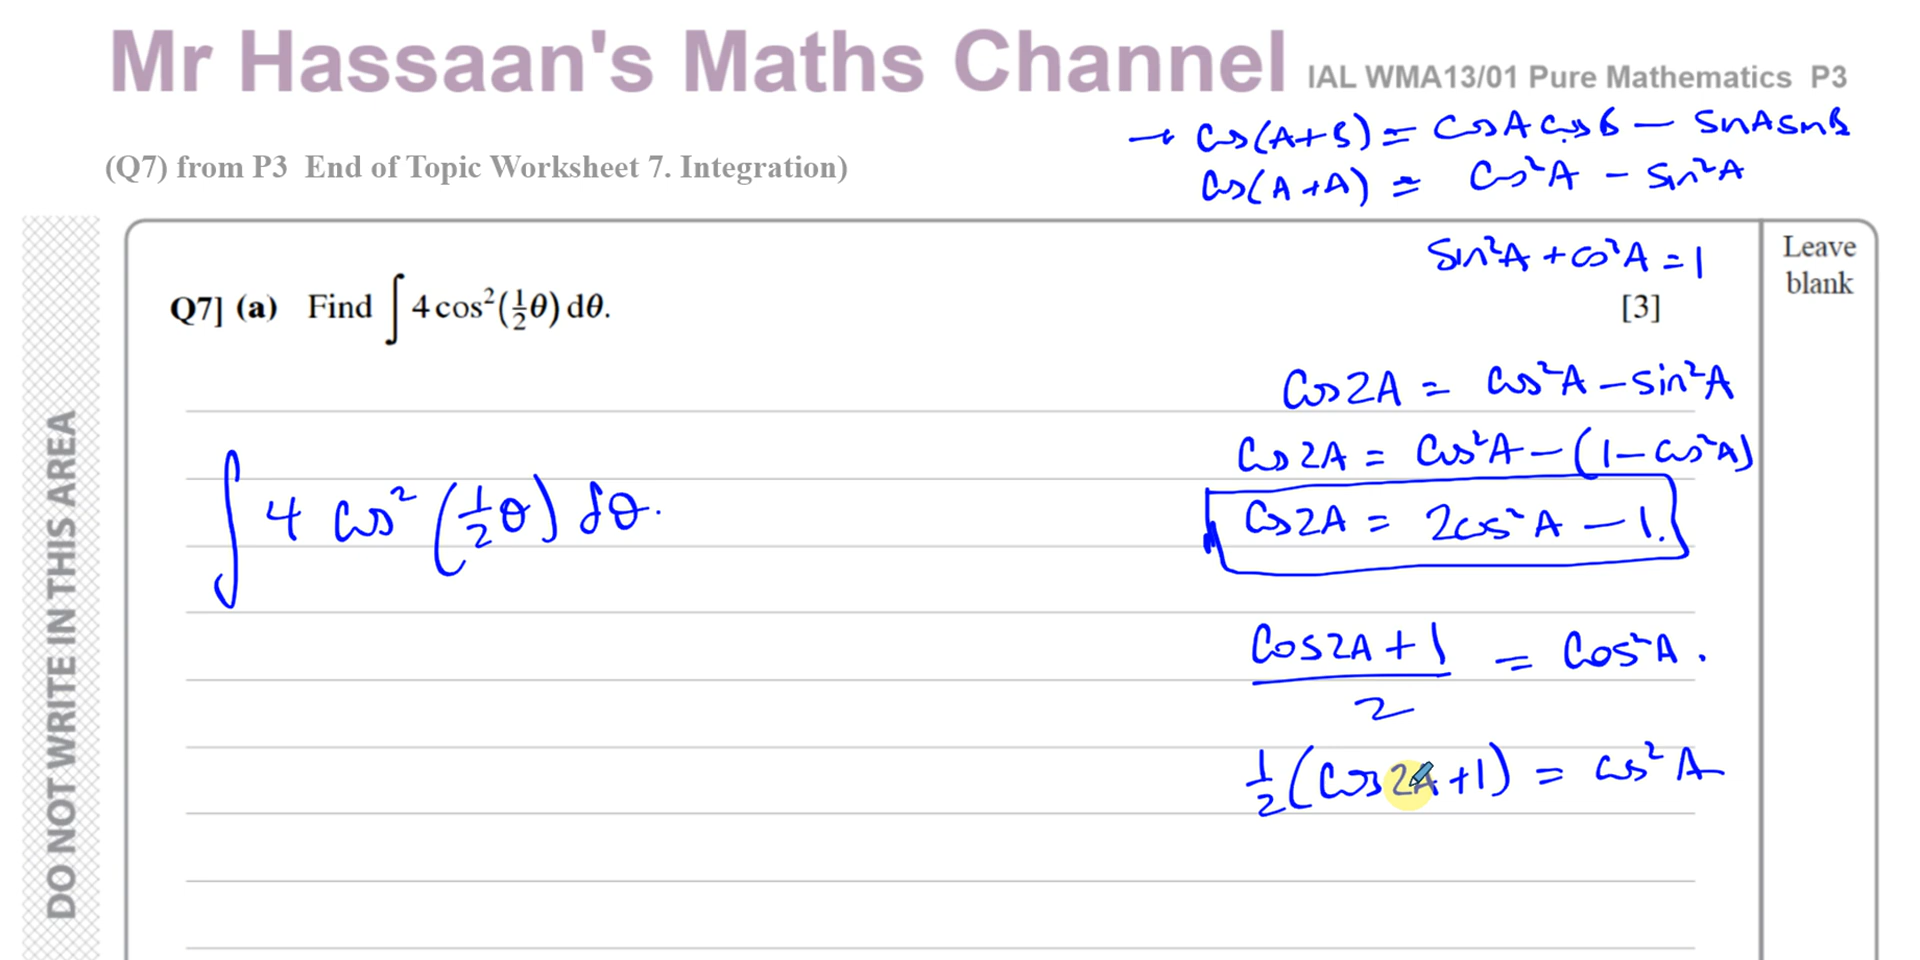 Mr Hassaan's Maths Channel IAL WMA13/01 Pure Mathematics P3
→ Cos(A+B) = CosA cosB − SinA SinB
(Q7) from P3 End of Topic Worksheet 7. Integration)
Cos(A+A) = Cos²A − Sin²A
Sin²A + cos²A = 1
Leave
blank
Q7] (a) Find ∫ 4 cos²(½θ) dθ.
[3]
Cos2A = cos²A − sin²A
Cos2A = Cos²A − (1 − cos²A)
∫ 4 cos² (½θ) dθ.
Cos2A = 2cos²A − 1.
(Cos2A + 1)/2 = Cos²A.
½(Cos2A + 1) = cos²A
DO NOT WRITE IN THIS AREA